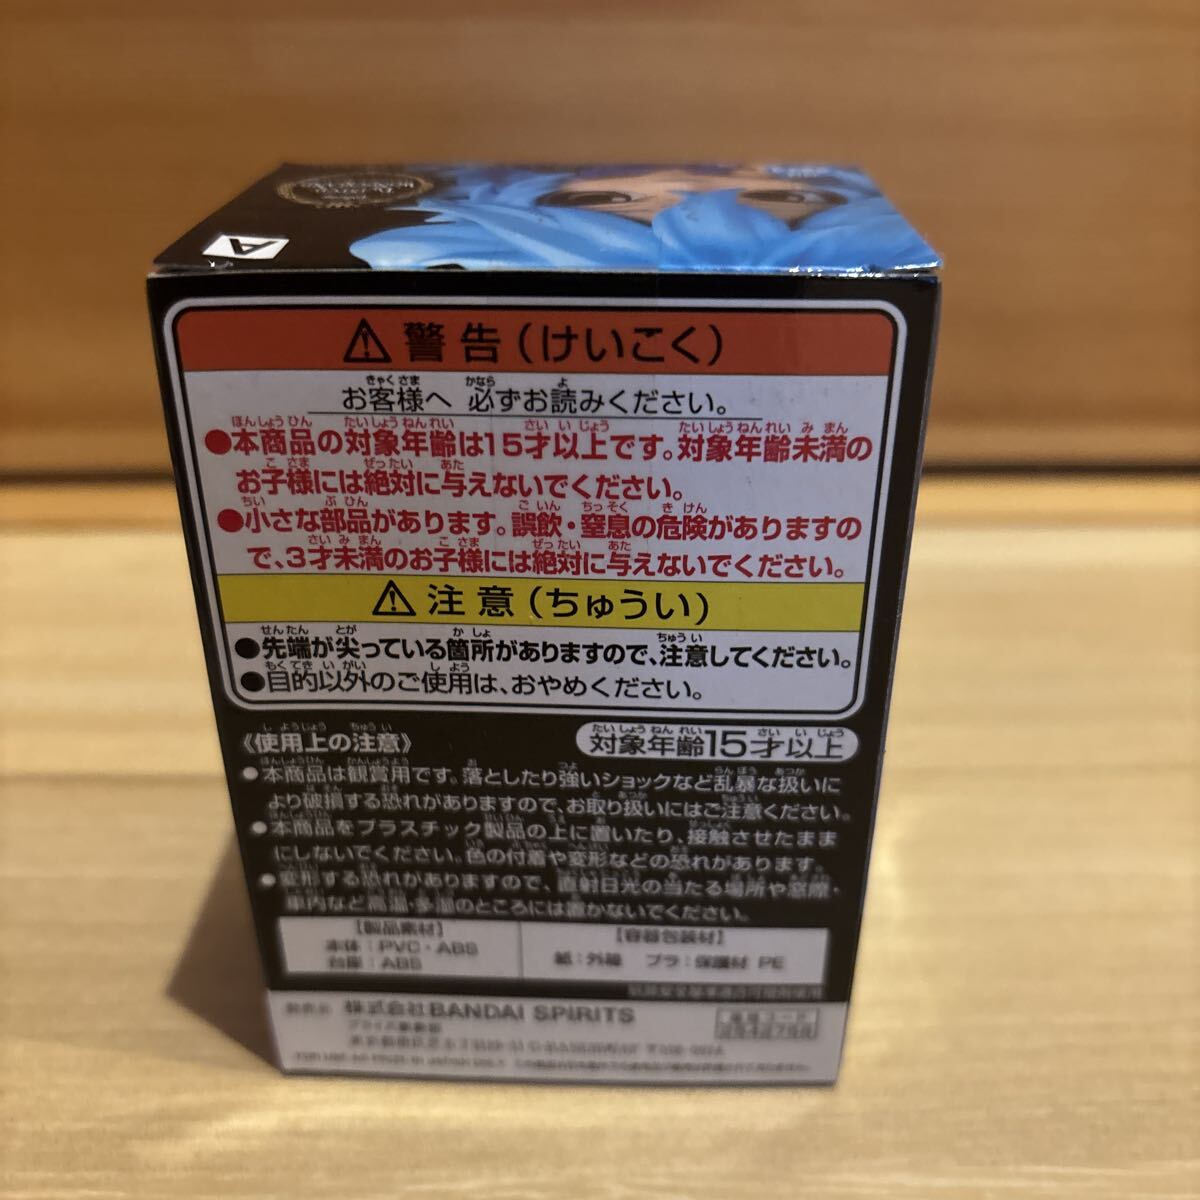 A
警告(けいこく)
お客様へ 必ずお読みください。
●本商品の対象年齢は15才以上です。対象年齢未満の
お子様には絶対に与えないでください。
●小さな部品があります。誤飲・窒息の危険がありますの
で、3才未満のお子様には絶対に与えないでください。
注意(ちゅうい)
●先端が尖っている箇所がありますので、注意してください。
●目的以外のご使用は、おやめください。
《使用上の注意》
対象年齢15才以上
●本商品は観賞用です。落としたり強いショックなど乱暴な扱いに
より破損する恐れがありますので、お取り扱いにはご注意ください。
●本商品をプラスチック製品の上に置いたり、接触させたまま
にしないでください。色の付着や変形などの恐れがあります。
●変形する恐れがありますので、直射日光の当たる場所や窓際・
車内など高温・多湿のところには置かないでください。
【製品素材】
本体:PVC・ABS
台座:ABS
【容器包装材】
紙:外箱 プラ:保護材 PE
株式会社BANDAI SPIRITS